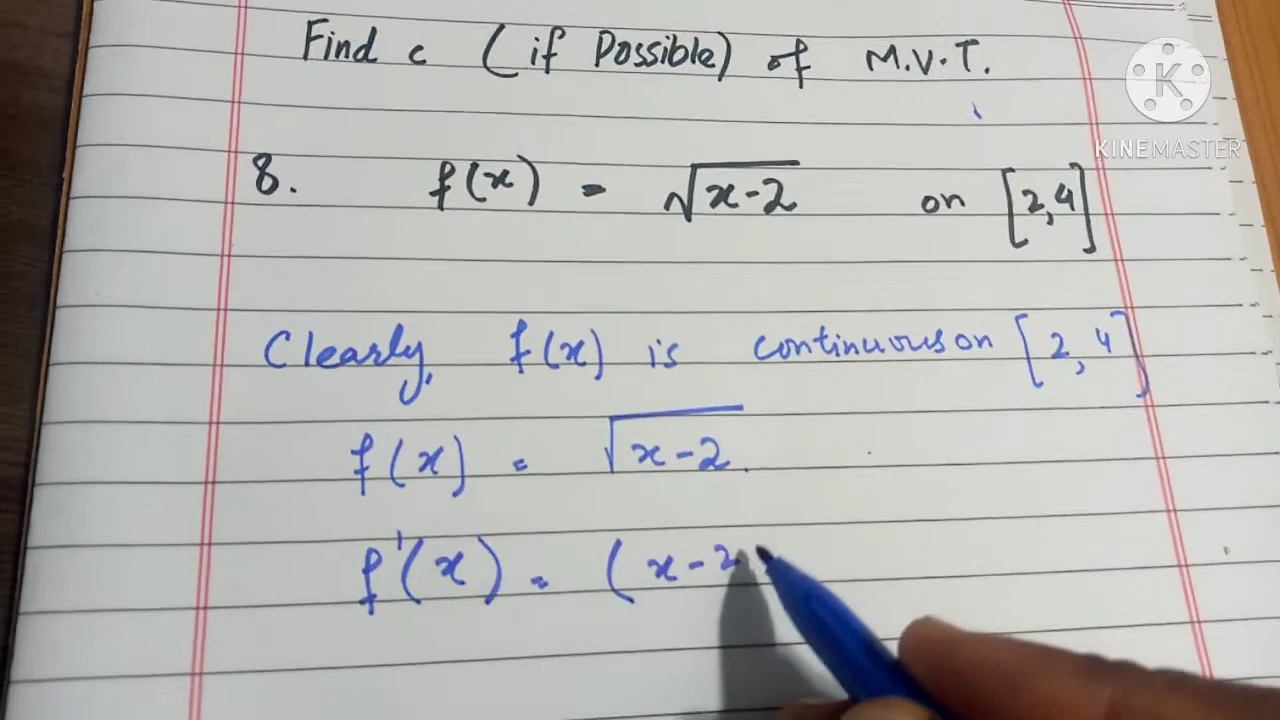 Find c (if Possible) of M.V.T.
K
KINEMASTER
8. f(x) = √x-2 on [2,4]
Clearly, f(x) is continuous on [2, 4]
f(x) = √x-2.
f'(x) = (x-2